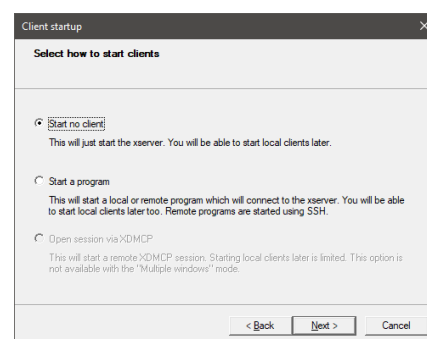 Client startup
Select how to start clients
Start no client
This will just start the xserver. You will be able to start local clients later.
Start a program
This will start a local or remote program which will connect to the xserver. You will be able
to start local clients later too. Remote programs are started using SSH.
Open session via XDMCP
This will start a remote XDMCP session. Starting local clients later is limited. This option is
not available with the "Multiple windows" mode.
< Back Next > Cancel